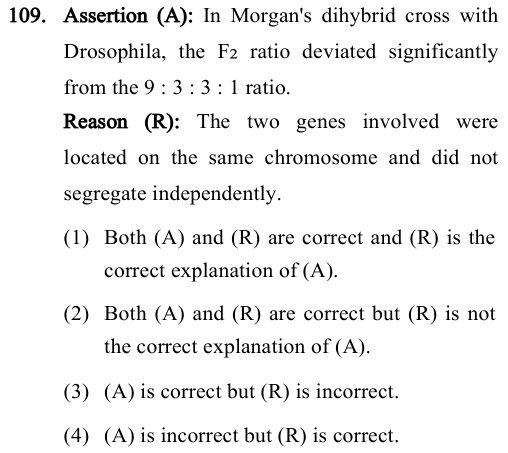 109. Assertion (A): In Morgan's dihybrid cross with
Drosophila, the F2 ratio deviated significantly
from the 9 : 3 : 3 : 1 ratio.
Reason (R): The two genes involved were
located on the same chromosome and did not
segregate independently.
(1) Both (A) and (R) are correct and (R) is the
correct explanation of (A).
(2) Both (A) and (R) are correct but (R) is not
the correct explanation of (A).
(3) (A) is correct but (R) is incorrect.
(4) (A) is incorrect but (R) is correct.